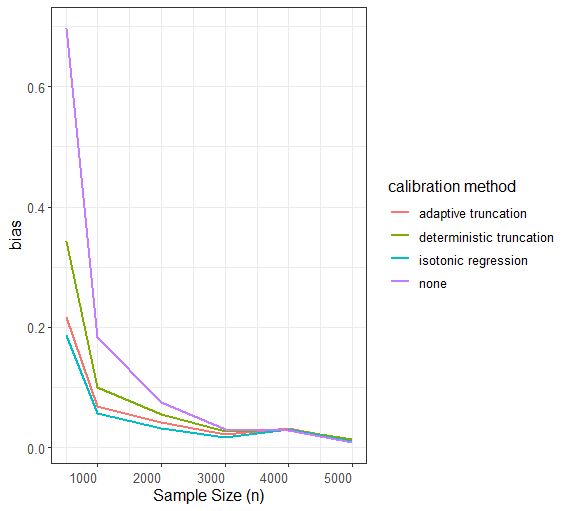 bias
0.6
0.4
0.2
0.0
1000 2000 3000 4000 5000
Sample Size (n)
calibration method
adaptive truncation
deterministic truncation
isotonic regression
none